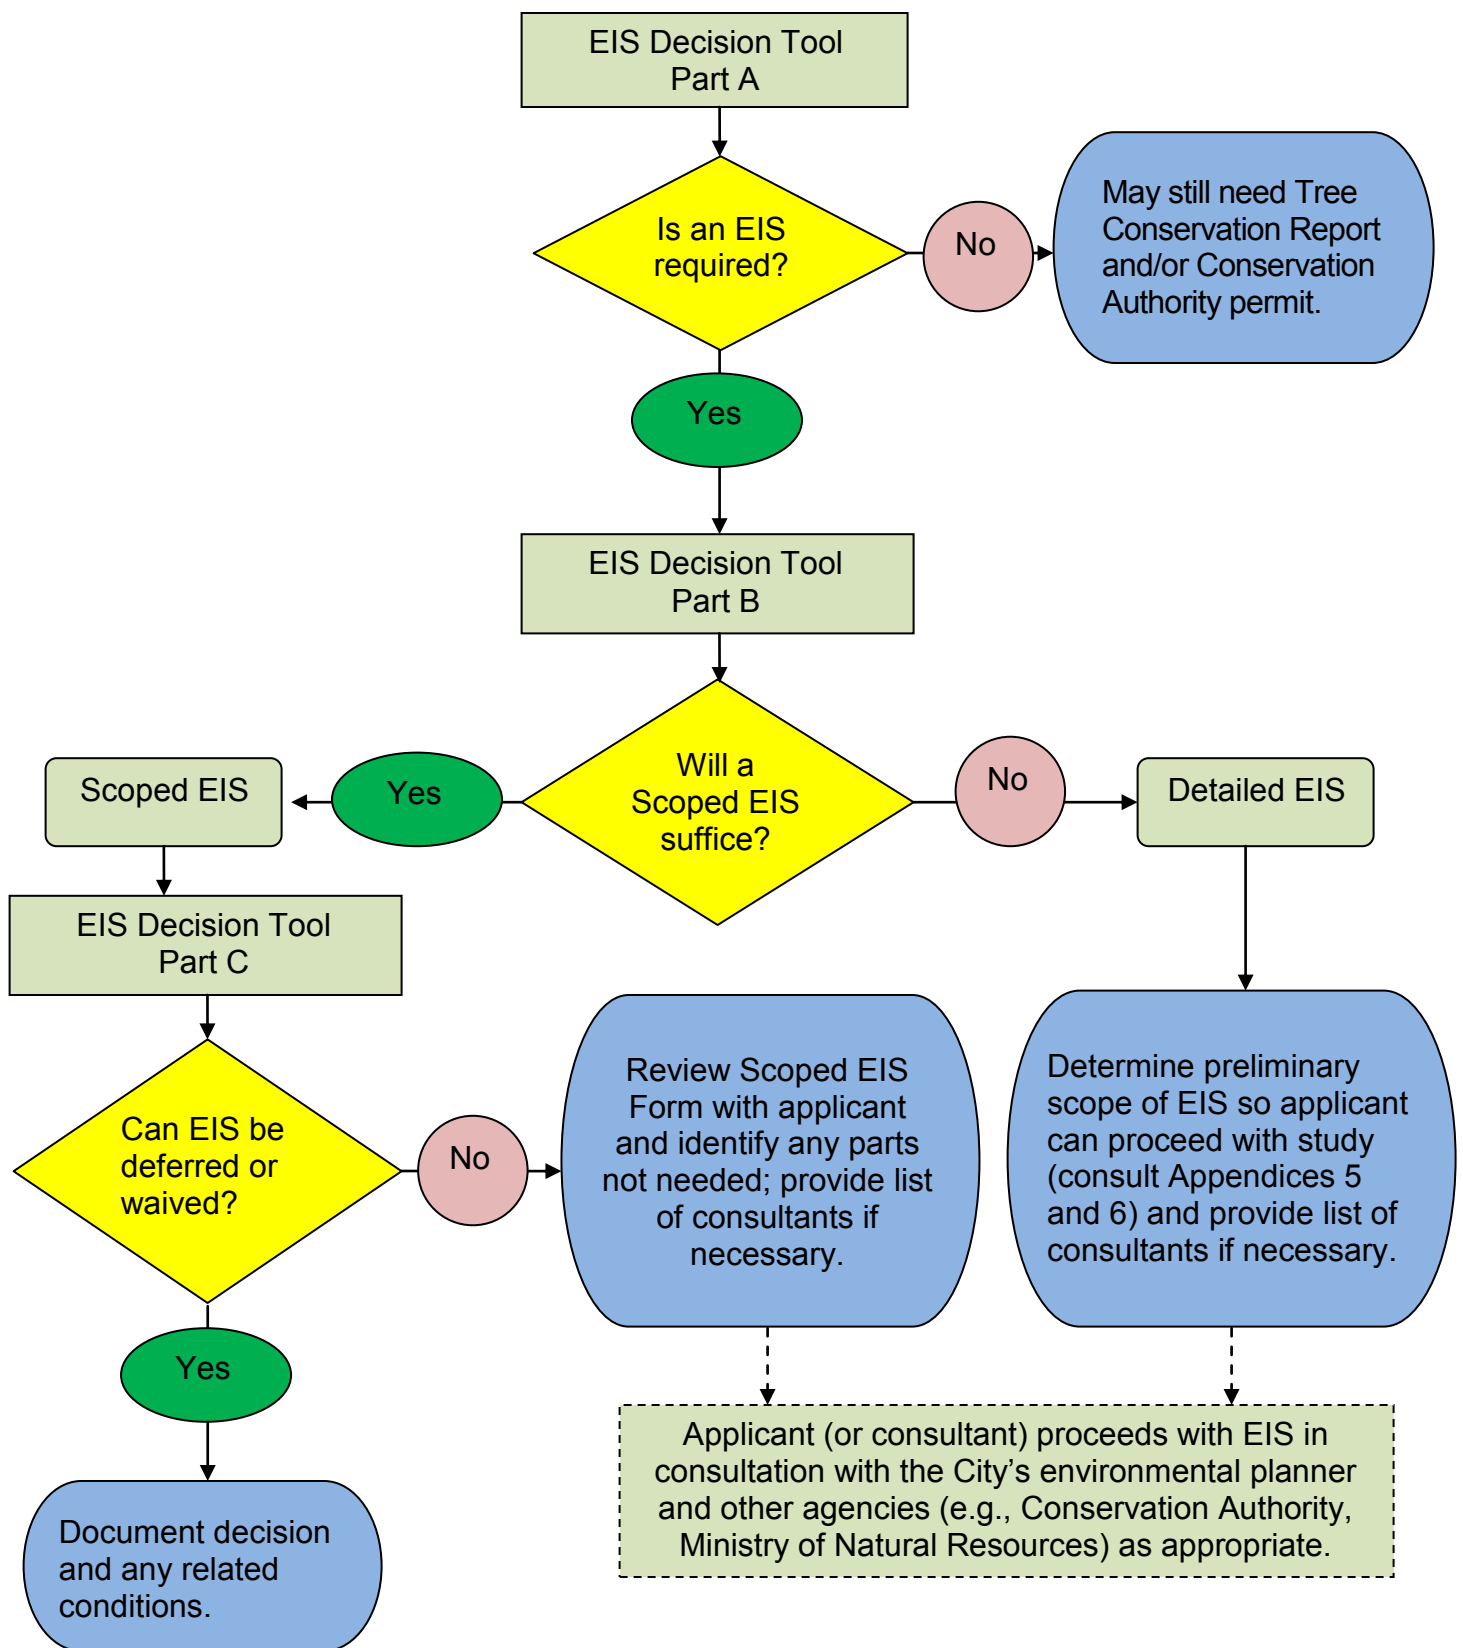 EIS Decision Tool
Part A
Is an EIS
required?
No
May still need Tree
Conservation Report
and/or Conservation
Authority permit.
Yes
EIS Decision Tool
Part B
Will a
Scoped EIS
suffice?
Yes
Scoped EIS
No
Detailed EIS
EIS Decision Tool
Part C
Can EIS be
deferred or
waived?
No
Review Scoped EIS
Form with applicant
and identify any parts
not needed; provide list
of consultants if
necessary.
Determine preliminary
scope of EIS so applicant
can proceed with study
(consult Appendices 5
and 6) and provide list of
consultants if necessary.
Yes
Document decision
and any related
conditions.
Applicant (or consultant) proceeds with EIS in
consultation with the City’s environmental planner
and other agencies (e.g., Conservation Authority,
Ministry of Natural Resources) as appropriate.